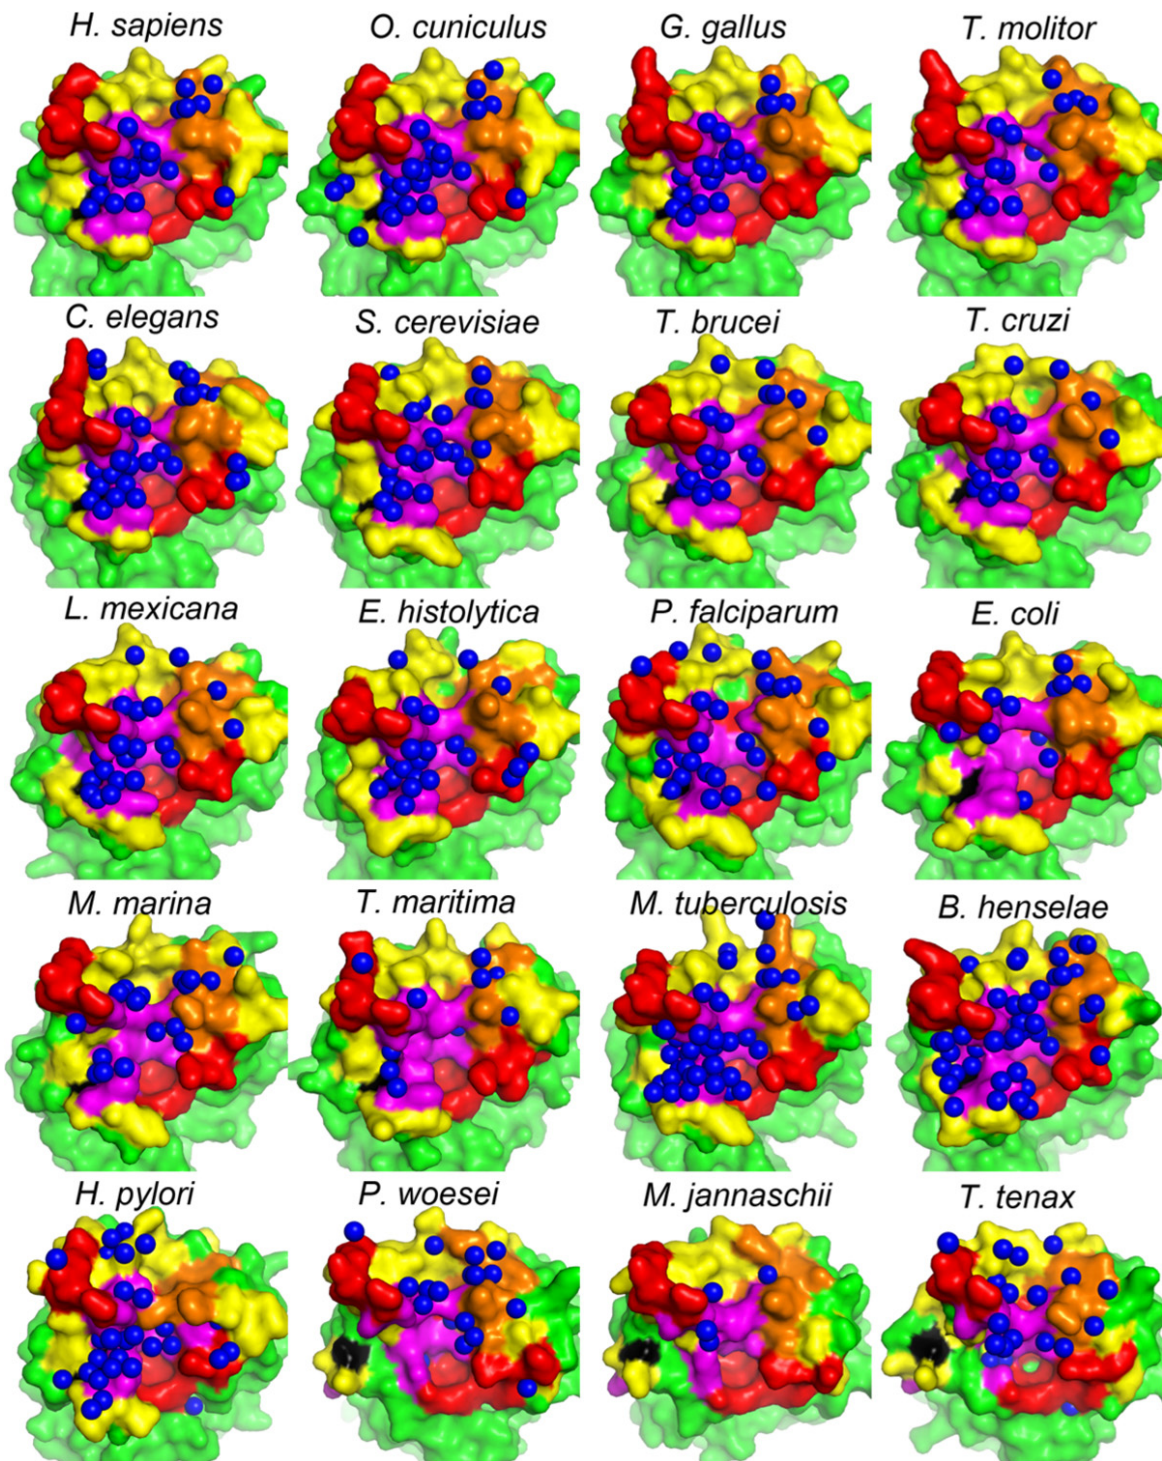 H. sapiens O. cuniculus G. gallus T. molitor
C. elegans S. cerevisiae T. brucei T. cruzi
L. mexicana E. histolytica P. falciparum E. coli
M. marina T. maritima M. tuberculosis B. henselae
H. pylori P. woesei M. jannaschii T. tenax